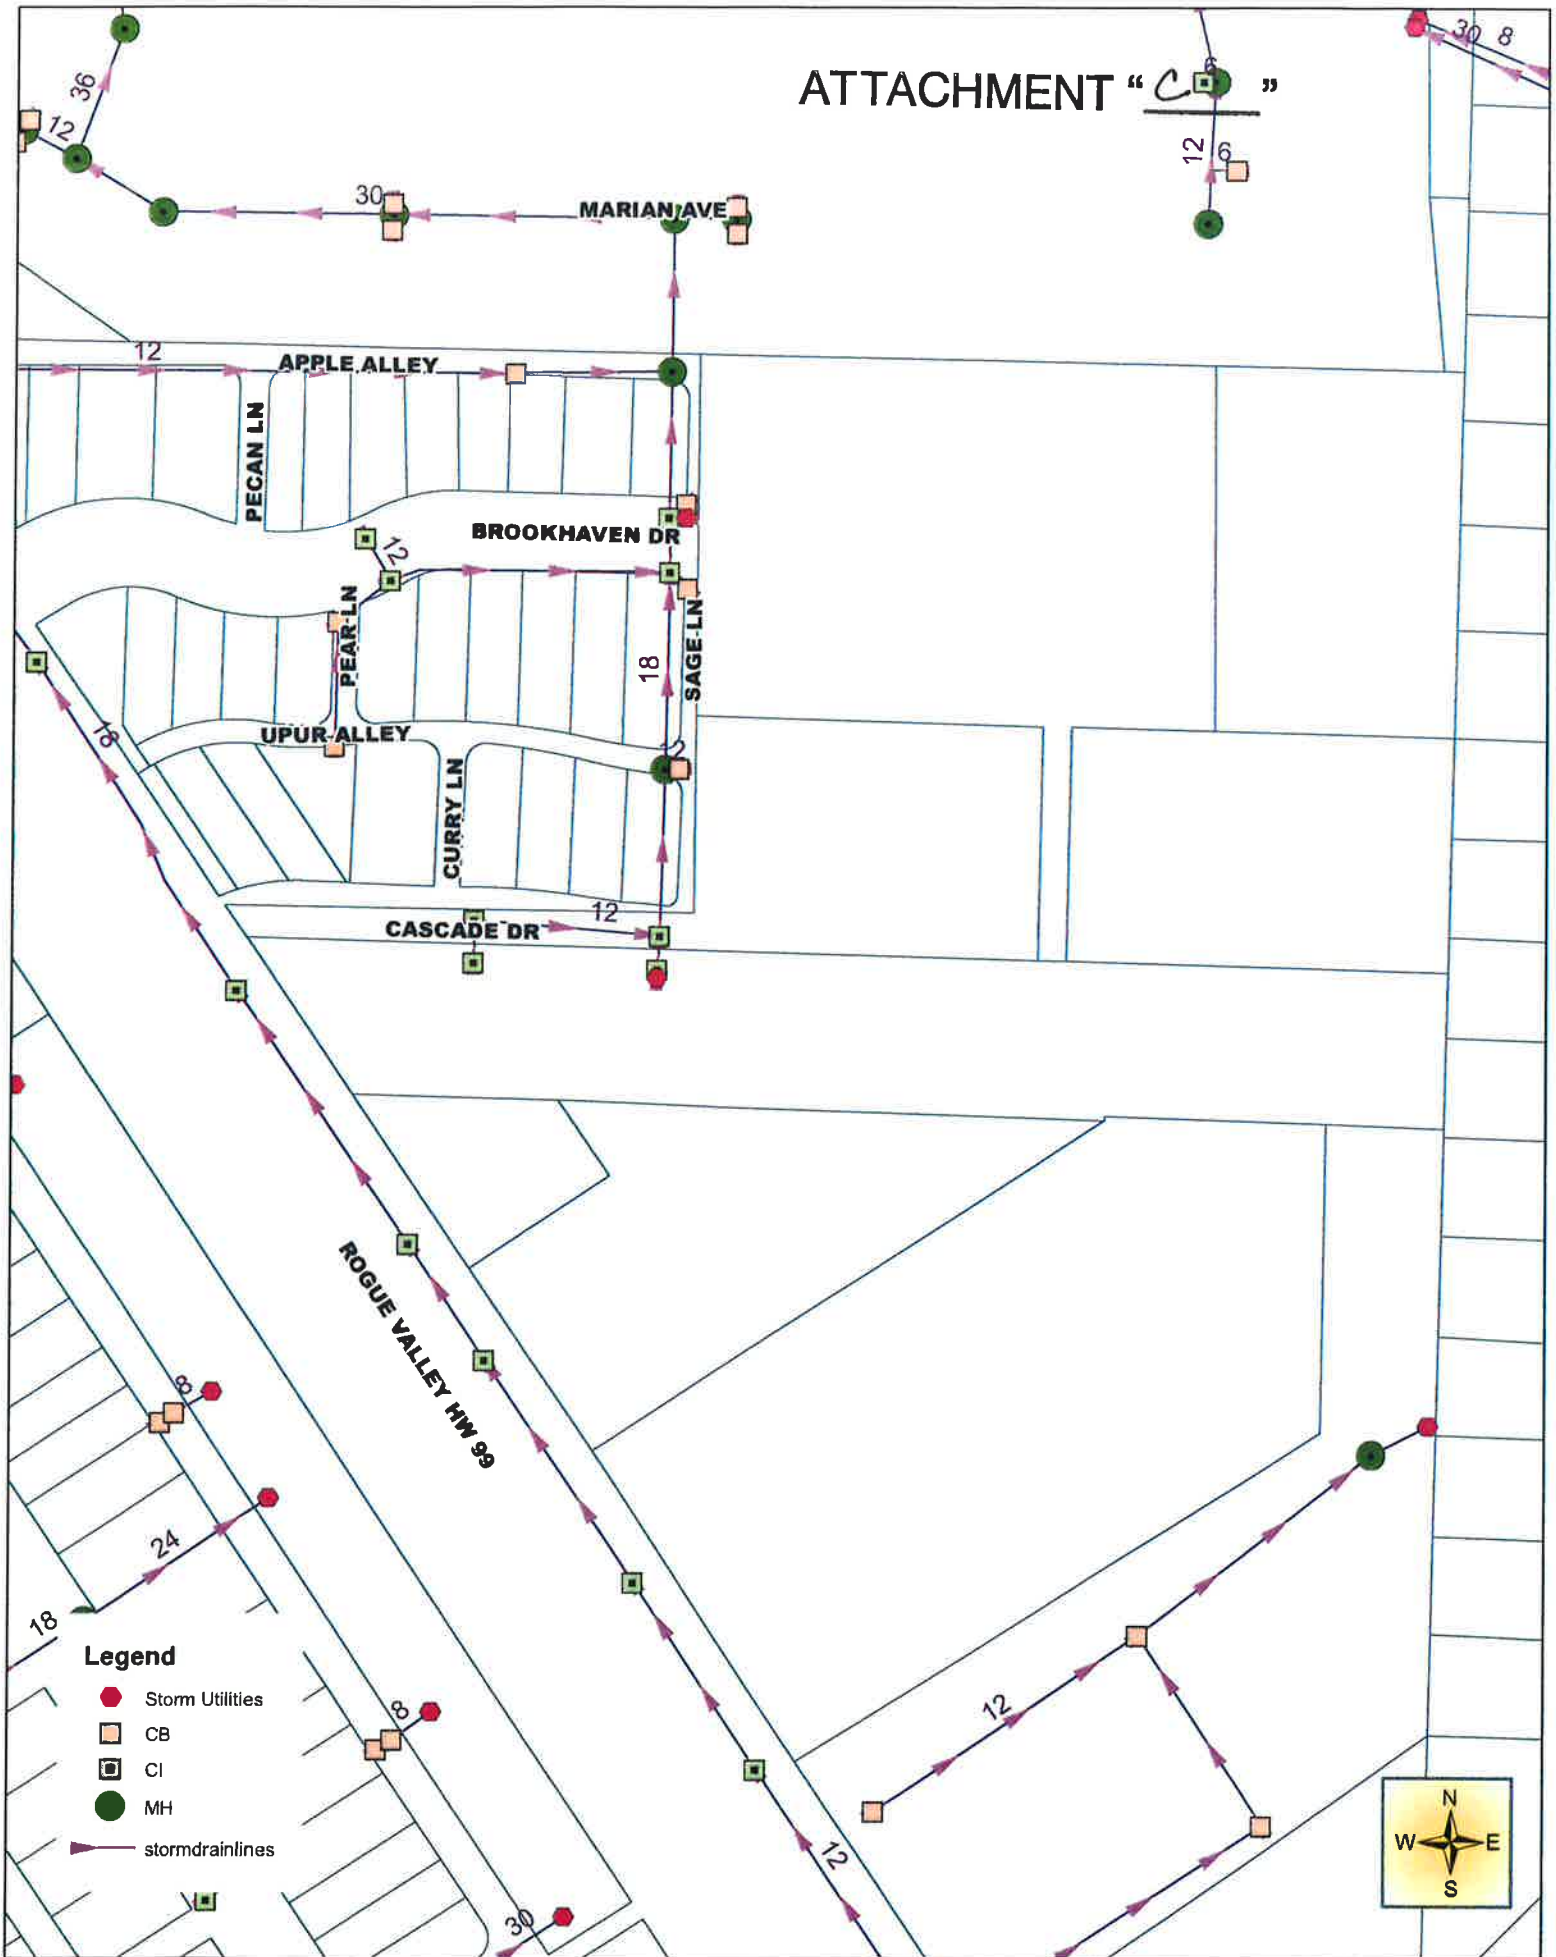 30 8
ATTACHMENT “ C ”
6
36
12
12
6
30
MARIAN AVE
12
APPLE ALLEY
PECAN LN
BROOKHAVEN DR
12
PEAR LN
SAGE LN
18
18
UPUR ALLEY
12
CURRY LN
12
CASCADE DR
ROGUE VALLEY HW 99
8
24
18
Legend
Storm Utilities
CB
CI
MH
stormdrainlines
8
12
12
30
N
W E
S